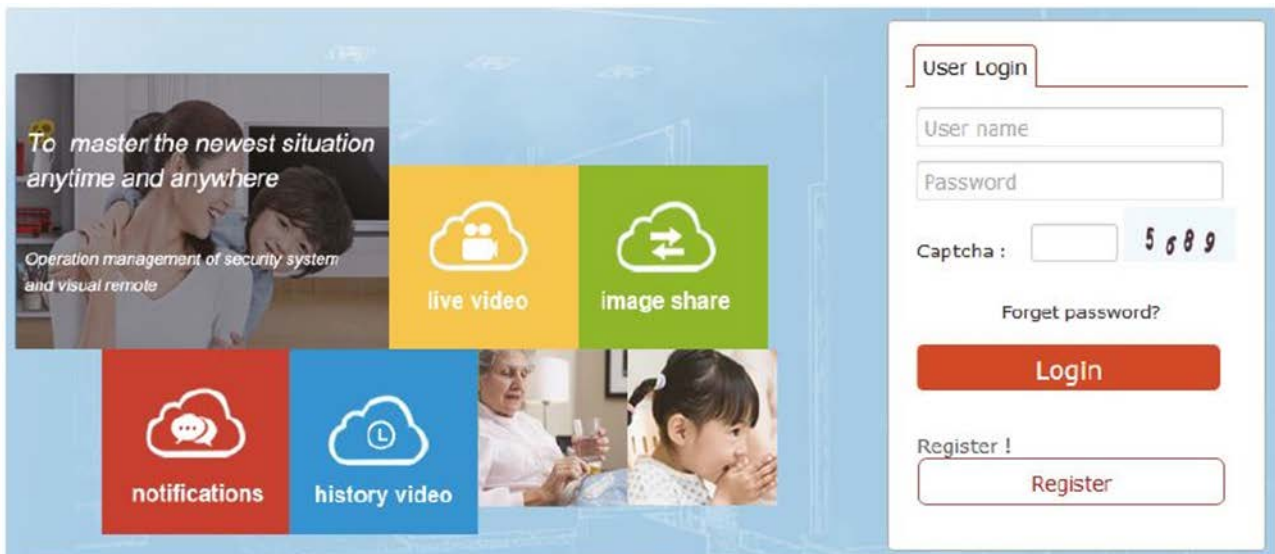 To master the newest situation
anytime and anywhere
Operation management of security system
and visual remote
live video
image share
notifications
history video
User Login
User name
Password
Captcha :
5689
Forget password?
Login
Register !
Register